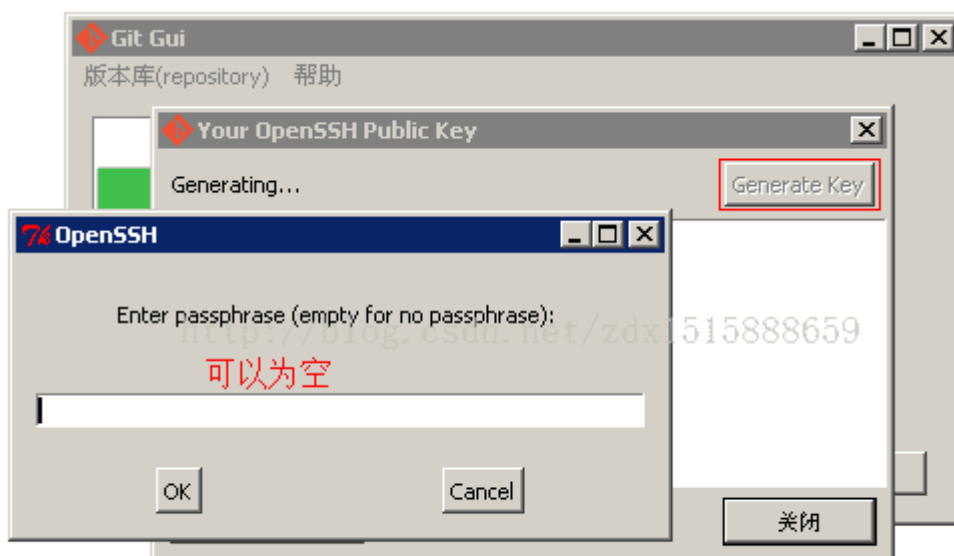 Git Gui
版本库(repository) 帮助
Your OpenSSH Public Key
Generating...
Generate Key
OpenSSH
Enter passphrase (empty for no passphrase):
http://blog.csdn.net/zdx1515888659
可以为空
OK
Cancel
关闭